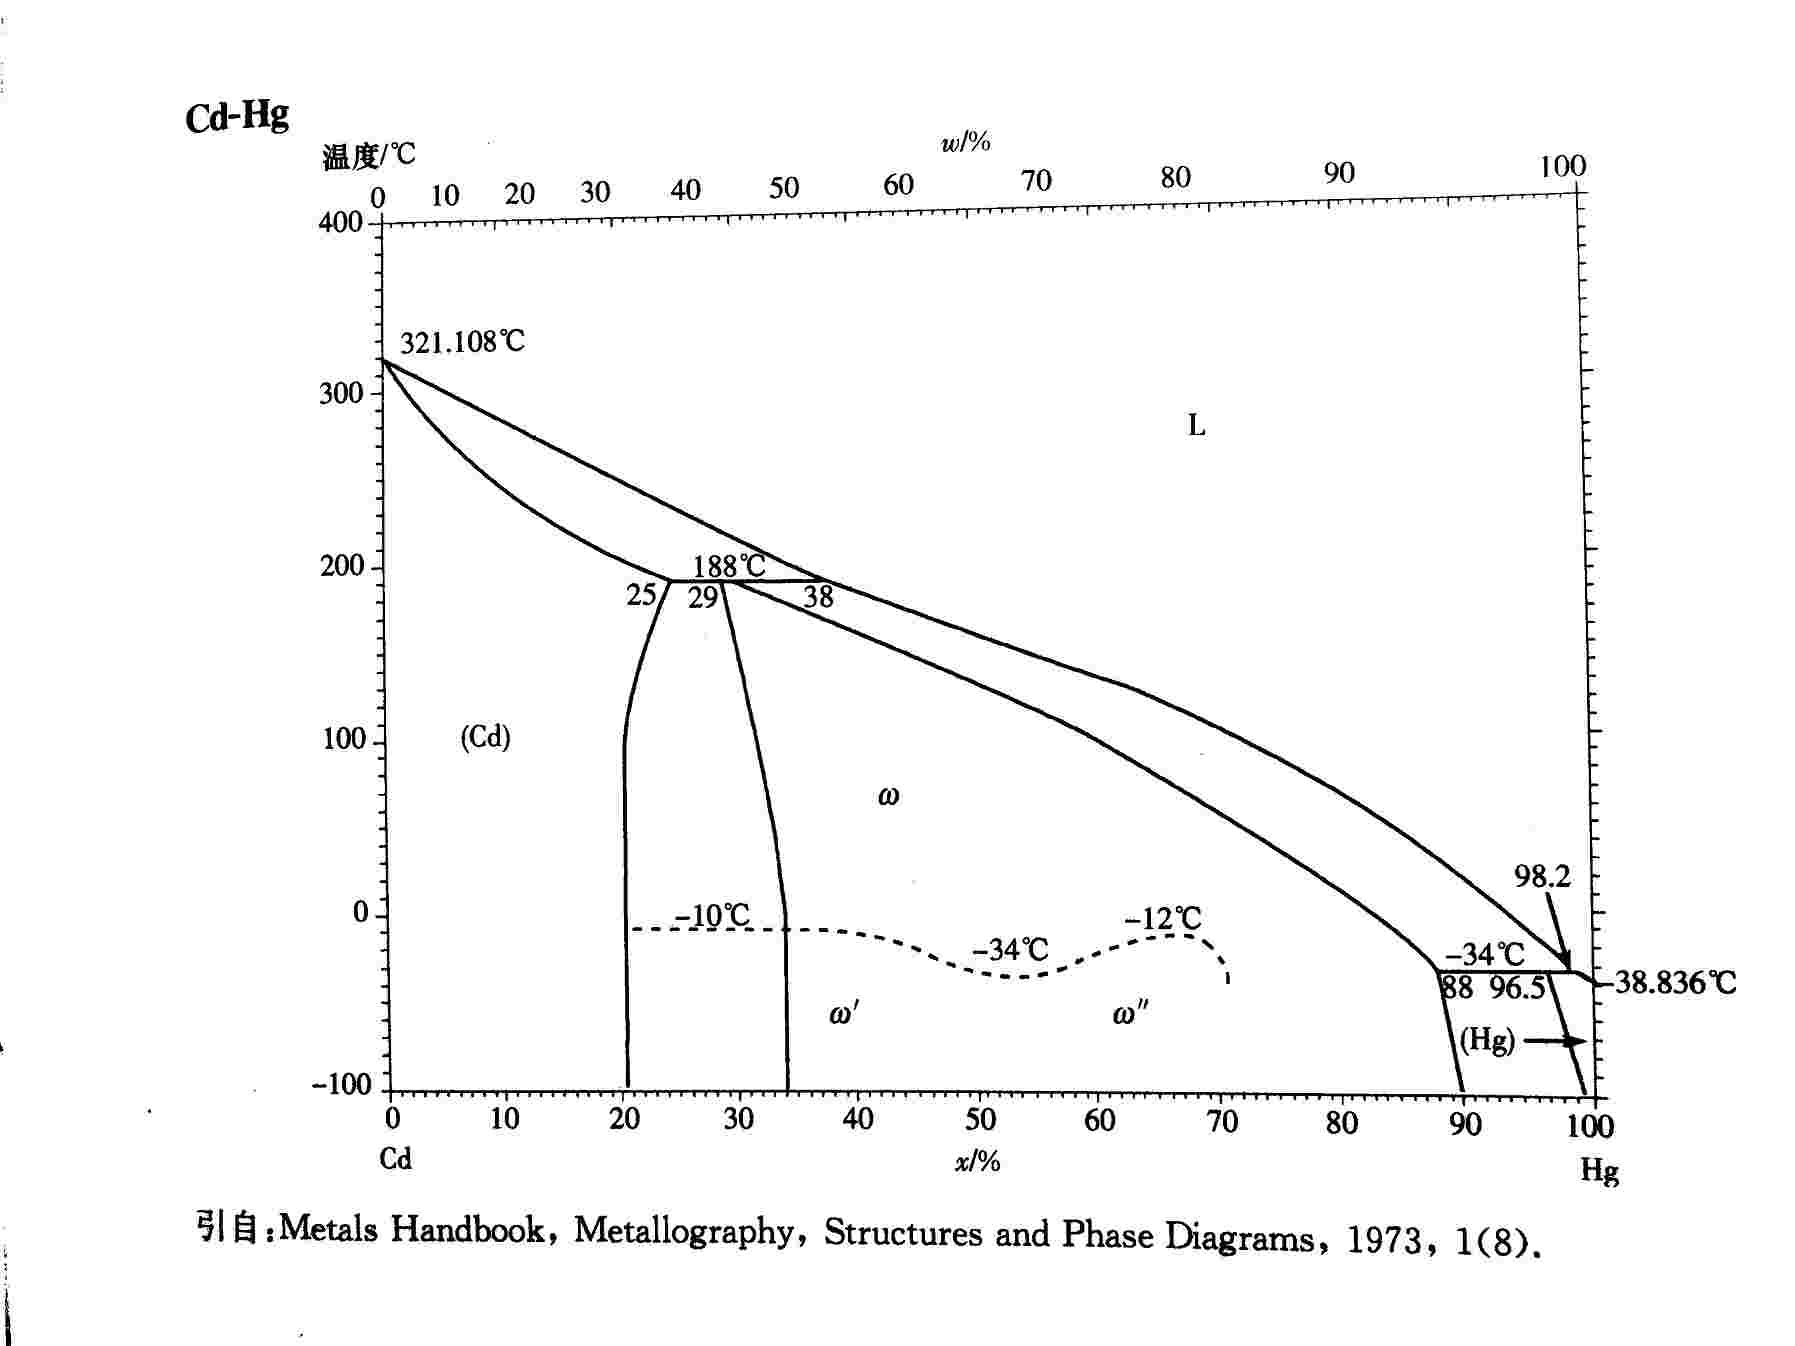 Cd-Hg
温度/℃
w/%
0 10 20 30 40 50 60 70 80 90 100
400
321.108℃
300
L
200
188℃
25 29 38
100
(Cd)
ω
98.2
0
-10℃ -34℃ -12℃ -34℃
88 96.5 -38.836℃
ω′ ω″ (Hg)
-100
0 10 20 30 40 50 60 70 80 90 100
Cd x/% Hg
引自:Metals Handbook, Metallography, Structures and Phase Diagrams, 1973, 1(8).